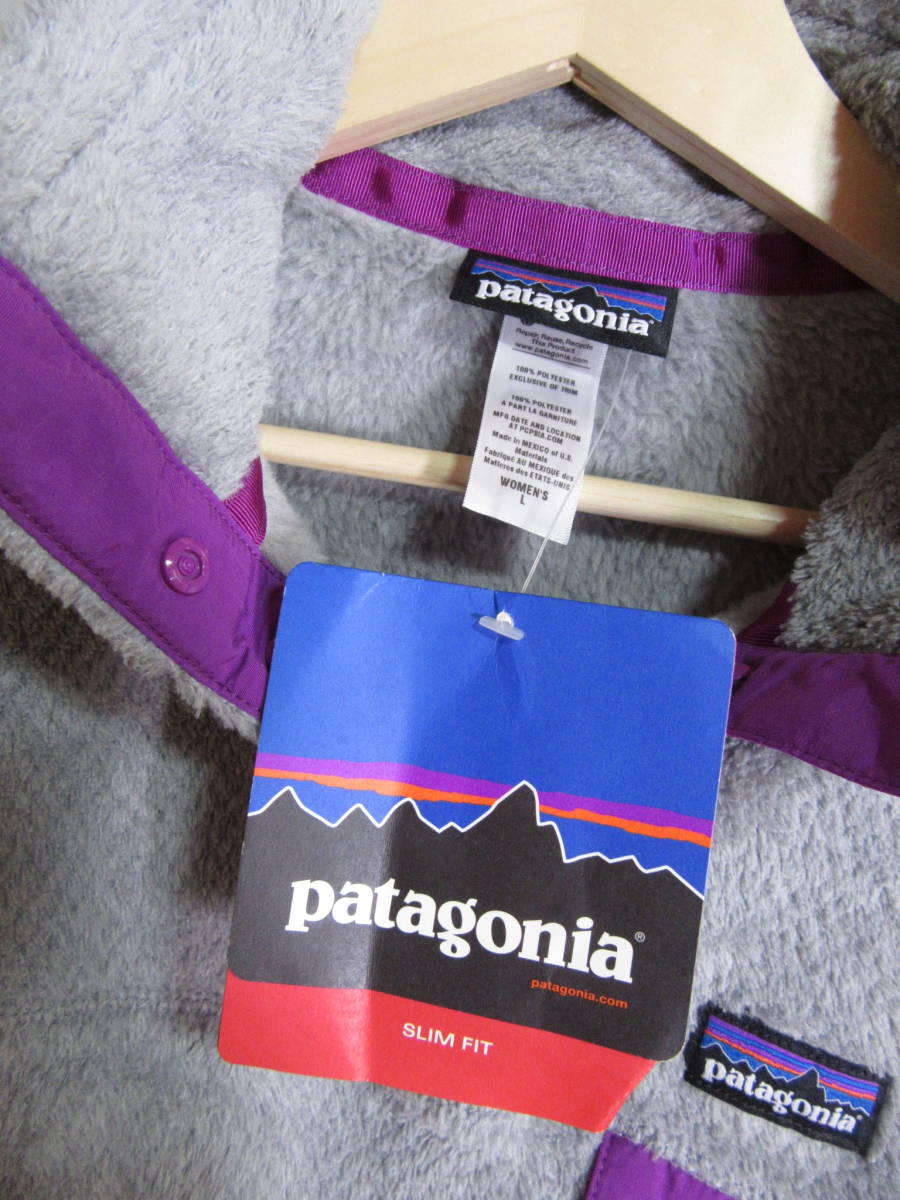 patagonia
Repair, Reuse, Recycle
This Product
www.patagonia.com
100% POLYESTER
EXCLUSIVE OF TRIM
100% POLYESTER
A PART LA GARNITURE
MFG DATE AND LOCATION
AT PCPSIA.COM
Made in MEXICO of U.S.
Materials
Fabriqué AU MEXIQUE des
Matieres des ETATS-UNIS
WOMEN'S
L
patagonia®
patagonia.com
SLIM FIT
patagonia